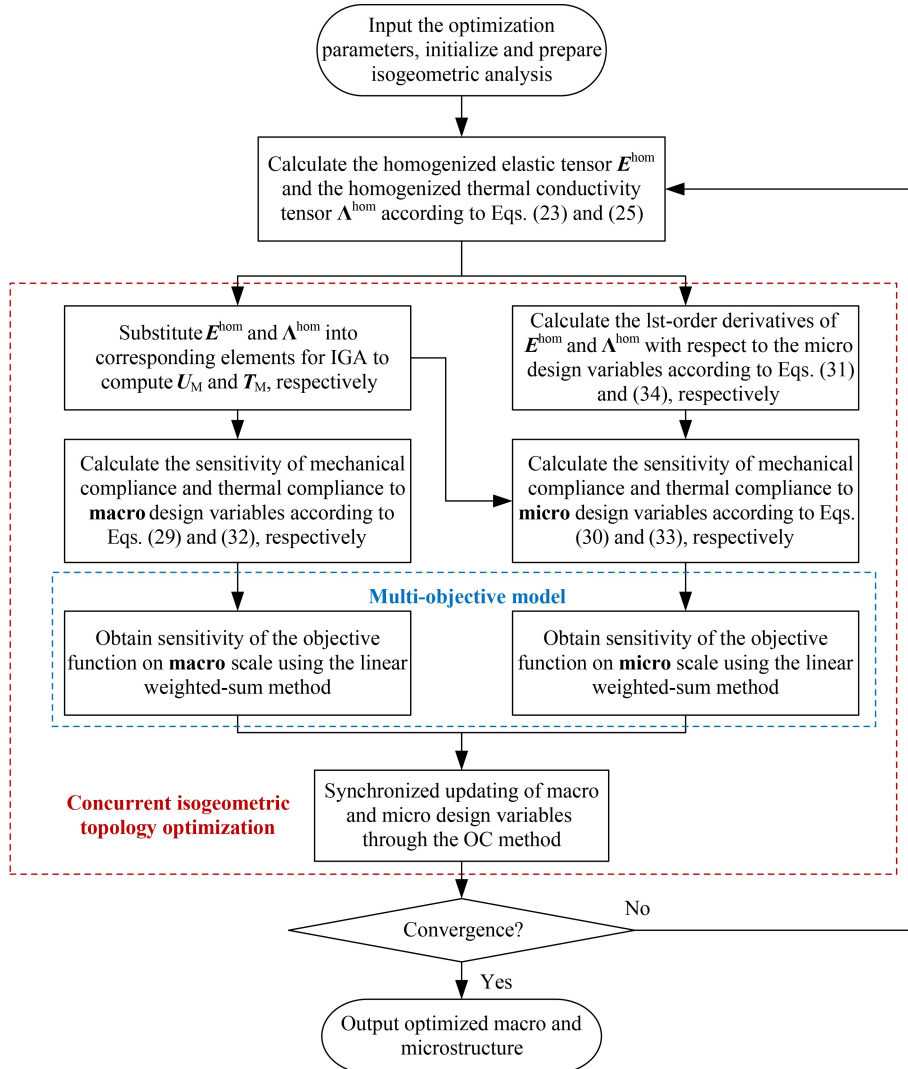 Input the optimization
parameters, initialize and prepare
isogeometric analysis
Calculate the homogenized elastic tensor E^hom
and the homogenized thermal conductivity
tensor Λ^hom according to Eqs. (23) and (25)
Substitute E^hom and Λ^hom into
corresponding elements for IGA to
compute U_M and T_M, respectively
Calculate the lst-order derivatives of
E^hom and Λ^hom with respect to the micro
design variables according to Eqs. (31)
and (34), respectively
Calculate the sensitivity of mechanical
compliance and thermal compliance to
macro design variables according to
Eqs. (29) and (32), respectively
Calculate the sensitivity of mechanical
compliance and thermal compliance to
micro design variables according to Eqs.
(30) and (33), respectively
Multi-objective model
Obtain sensitivity of the objective
function on macro scale using the linear
weighted-sum method
Obtain sensitivity of the objective
function on micro scale using the linear
weighted-sum method
Concurrent isogeometric
topology optimization
Synchronized updating of macro
and micro design variables
through the OC method
Convergence?
No
Yes
Output optimized macro and
microstructure